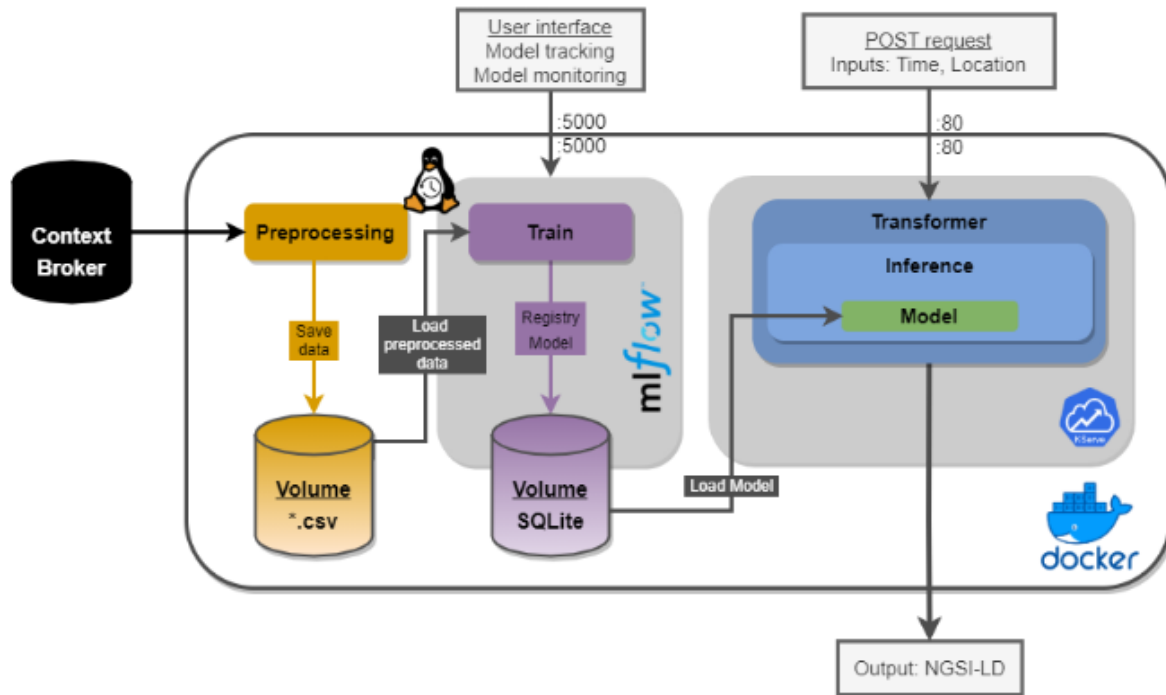 User interface
Model tracking
Model monitoring
POST request
Inputs: Time, Location
:5000
:5000
:80
:80
Context
Broker
Preprocessing
Train
Transformer
Inference
Model
Save
data
Load
preprocessed
data
Registry
Model
mlflow™
KServe
Volume
*.csv
Volume
SQLite
Load Model
docker
Output: NGSI-LD